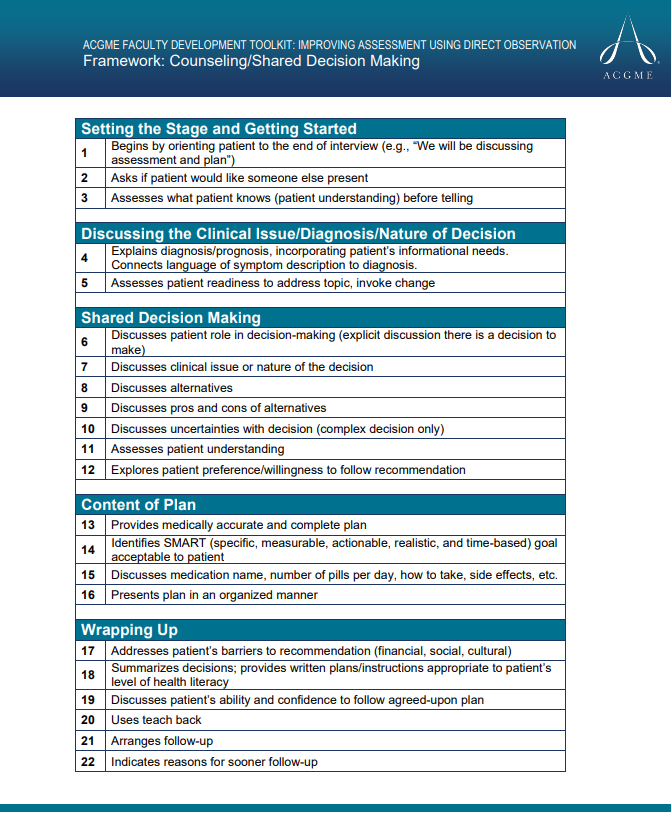 ACGME FACULTY DEVELOPMENT TOOLKIT: IMPROVING ASSESSMENT USING DIRECT OBSERVATION
Framework: Counseling/Shared Decision Making
ACGME
Setting the Stage and Getting Started
1 Begins by orienting patient to the end of interview (e.g., “We will be discussing
assessment and plan”)
2 Asks if patient would like someone else present
3 Assesses what patient knows (patient understanding) before telling
Discussing the Clinical Issue/Diagnosis/Nature of Decision
4 Explains diagnosis/prognosis, incorporating patient’s informational needs.
Connects language of symptom description to diagnosis.
5 Assesses patient readiness to address topic, invoke change
Shared Decision Making
6 Discusses patient role in decision-making (explicit discussion there is a decision to
make)
7 Discusses clinical issue or nature of the decision
8 Discusses alternatives
9 Discusses pros and cons of alternatives
10 Discusses uncertainties with decision (complex decision only)
11 Assesses patient understanding
12 Explores patient preference/willingness to follow recommendation
Content of Plan
13 Provides medically accurate and complete plan
14 Identifies SMART (specific, measurable, actionable, realistic, and time-based) goal
acceptable to patient
15 Discusses medication name, number of pills per day, how to take, side effects, etc.
16 Presents plan in an organized manner
Wrapping Up
17 Addresses patient’s barriers to recommendation (financial, social, cultural)
18 Summarizes decisions; provides written plans/instructions appropriate to patient’s
level of health literacy
19 Discusses patient’s ability and confidence to follow agreed-upon plan
20 Uses teach back
21 Arranges follow-up
22 Indicates reasons for sooner follow-up